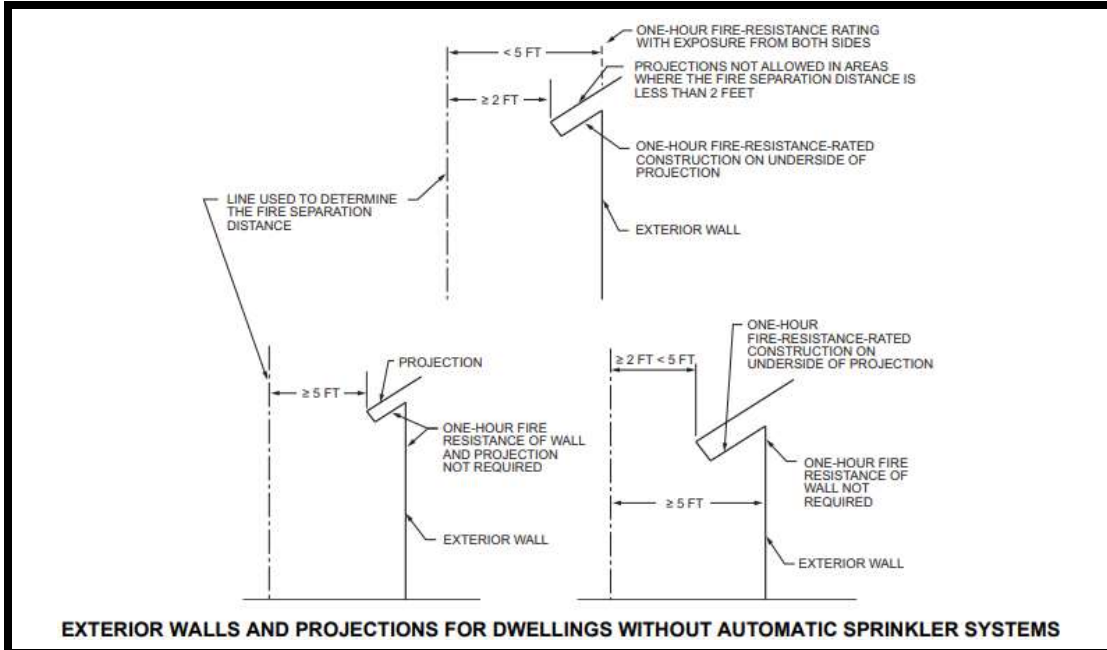 ONE-HOUR FIRE-RESISTANCE RATING
WITH EXPOSURE FROM BOTH SIDES
< 5 FT
PROJECTIONS NOT ALLOWED IN AREAS
WHERE THE FIRE SEPARATION DISTANCE IS
LESS THAN 2 FEET
≥ 2 FT
ONE-HOUR FIRE-RESISTANCE-RATED
CONSTRUCTION ON UNDERSIDE OF
PROJECTION
LINE USED TO DETERMINE
THE FIRE SEPARATION
DISTANCE
EXTERIOR WALL
PROJECTION
≥ 5 FT
ONE-HOUR FIRE
RESISTANCE OF WALL
AND PROJECTION
NOT REQUIRED
EXTERIOR WALL
ONE-HOUR
FIRE-RESISTANCE-RATED
CONSTRUCTION ON
UNDERSIDE OF PROJECTION
≥ 2 FT < 5 FT
ONE-HOUR FIRE
RESISTANCE OF
WALL NOT
REQUIRED
≥ 5 FT
EXTERIOR WALL
EXTERIOR WALLS AND PROJECTIONS FOR DWELLINGS WITHOUT AUTOMATIC SPRINKLER SYSTEMS